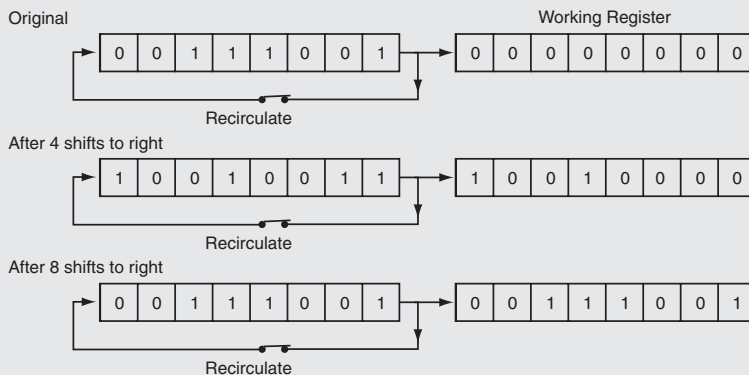 Original
Working Register
0 0 1 1 1 0 0 1 0 0 0 0 0 0 0 0
Recirculate
After 4 shifts to right
1 0 0 1 0 0 1 1 1 0 0 1 0 0 0 0
Recirculate
After 8 shifts to right
0 0 1 1 1 0 0 1 0 0 1 1 1 0 0 1
Recirculate